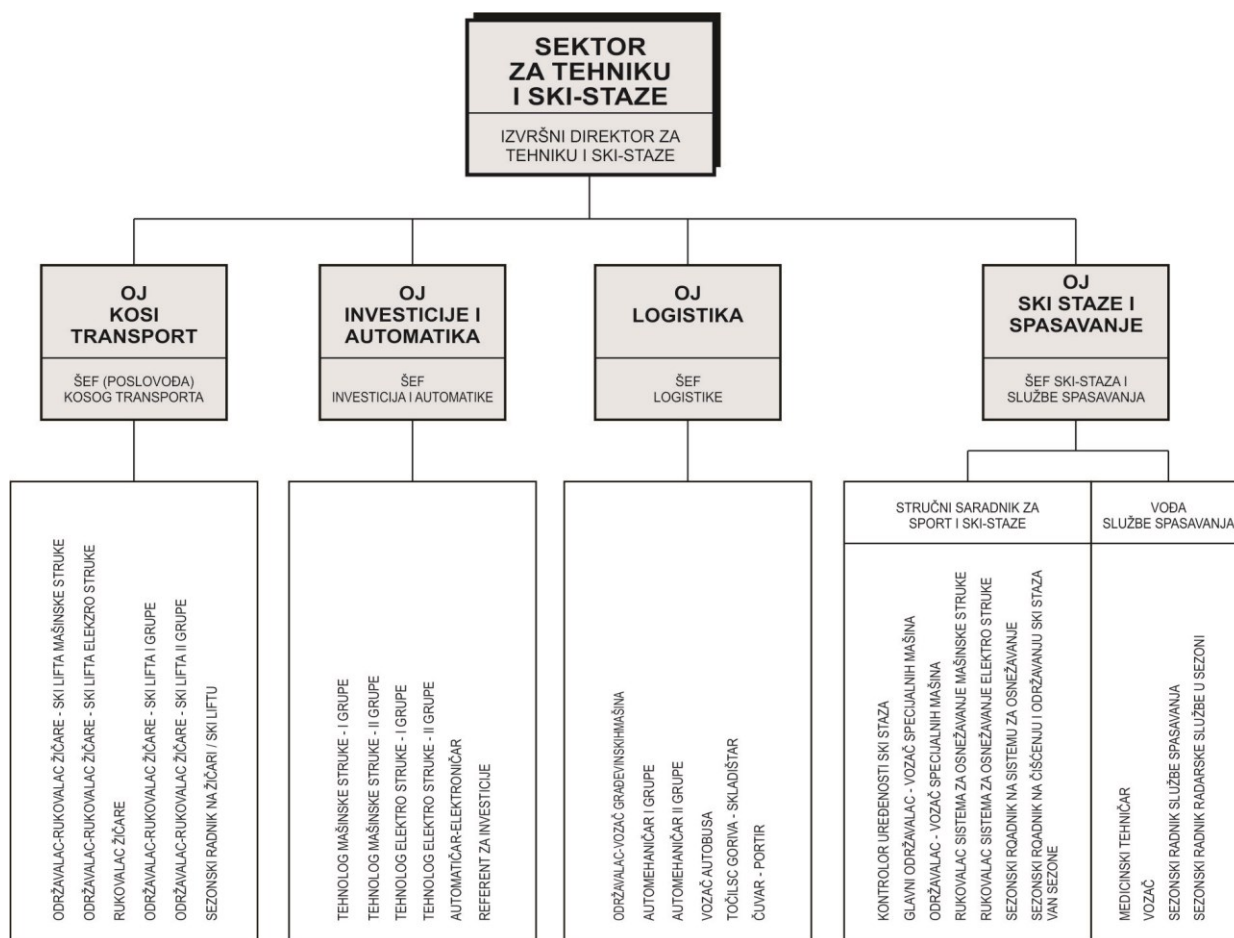 SEKTOR
ZA TEHNIKU
I SKI-STAZE
IZVRŠNI DIREKTOR ZA
TEHNIKU I SKI-STAZE
OJ
KOSI
TRANSPORT
ŠEF (POSLOVOĐA)
KOSOG TRANSPORTA
OJ
INVESTICIJE I
AUTOMATIKA
ŠEF
INVESTICIJA I AUTOMATIKE
OJ
LOGISTIKA
ŠEF
LOGISTIKE
OJ
SKI STAZE I
SPASAVANJE
ŠEF SKI-STAZA I
SLUŽBE SPASAVANJA
ODRŽAVALAC-RUKOVALAC ŽIČARE - SKI LIFTA MAŠINSKE STRUKE
ODRŽAVALAC-RUKOVALAC ŽIČARE - SKI LIFTA ELEKZRO STRUKE
RUKOVALAC ŽIČARE
ODRŽAVALAC-RUKOVALAC ŽIČARE - SKI LIFTA I GRUPE
ODRŽAVALAC-RUKOVALAC ŽIČARE - SKI LIFTA II GRUPE
SEZONSKI RADNIK NA ŽIČARI / SKI LIFTU
TEHNOLOG MAŠINSKE STRUKE - I GRUPE
TEHNOLOG MAŠINSKE STRUKE - II GRUPE
TEHNOLOG ELEKTRO STRUKE - I GRUPE
TEHNOLOG ELEKTRO STRUKE - II GRUPE
AUTOMATIČAR-ELEKTRONIČAR
REFERENT ZA INVESTICIJE
ODRŽAVALAC-VOZAČ GRAĐEVINSKIHMAŠINA
AUTOMEHANIČAR I GRUPE
AUTOMEHANIČAR II GRUPE
VOZAČ AUTOBUSA
TOČILSC GORIVA - SKLADIŠTAR
ČUVAR - PORTIR
STRUČNI SARADNIK ZA
SPORT I SKI-STAZE
KONTROLOR UREĐENOSTI SKI STAZA
GLAVNI ODRŽAVALAC - VOZAČ SPECIJALNIH MAŠINA
ODRŽAVALAC - VOZAČ SPECIJALNIH MAŠINA
RUKOVALAC SISTEMA ZA OSNEŽAVANJE MAŠINSKE STRUKE
RUKOVALAC SISTEMA ZA OSNEŽAVANJE ELEKTRO STRUKE
SEZONSKI RQADNIK NA SISTEMU ZA OSNEŽAVANJE
SEZONSKI RQADNIK NA ČIŠĆENJU I ODRŽAVANJU SKI STAZA
VAN SEZONE
VOĐA
SLUŽBE SPASAVANJA
MEDICINSKI TEHNIČAR
VOZAČ
SEZONSKI RADNIK SLUŽBE SPASAVANJA
SEZONSKI RADNIK RADARSKE SLUŽBE U SEZONI